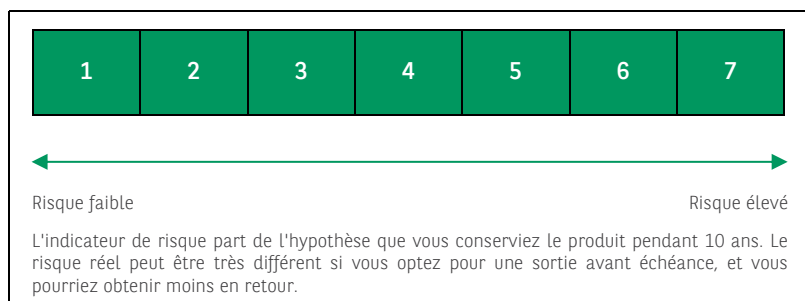 1 2 3 4 5 6 7
Risque faible Risque élevé
L'indicateur de risque part de l'hypothèse que vous conserviez le produit pendant 10 ans. Le
risque réel peut être très différent si vous optez pour une sortie avant échéance, et vous
pourriez obtenir moins en retour.